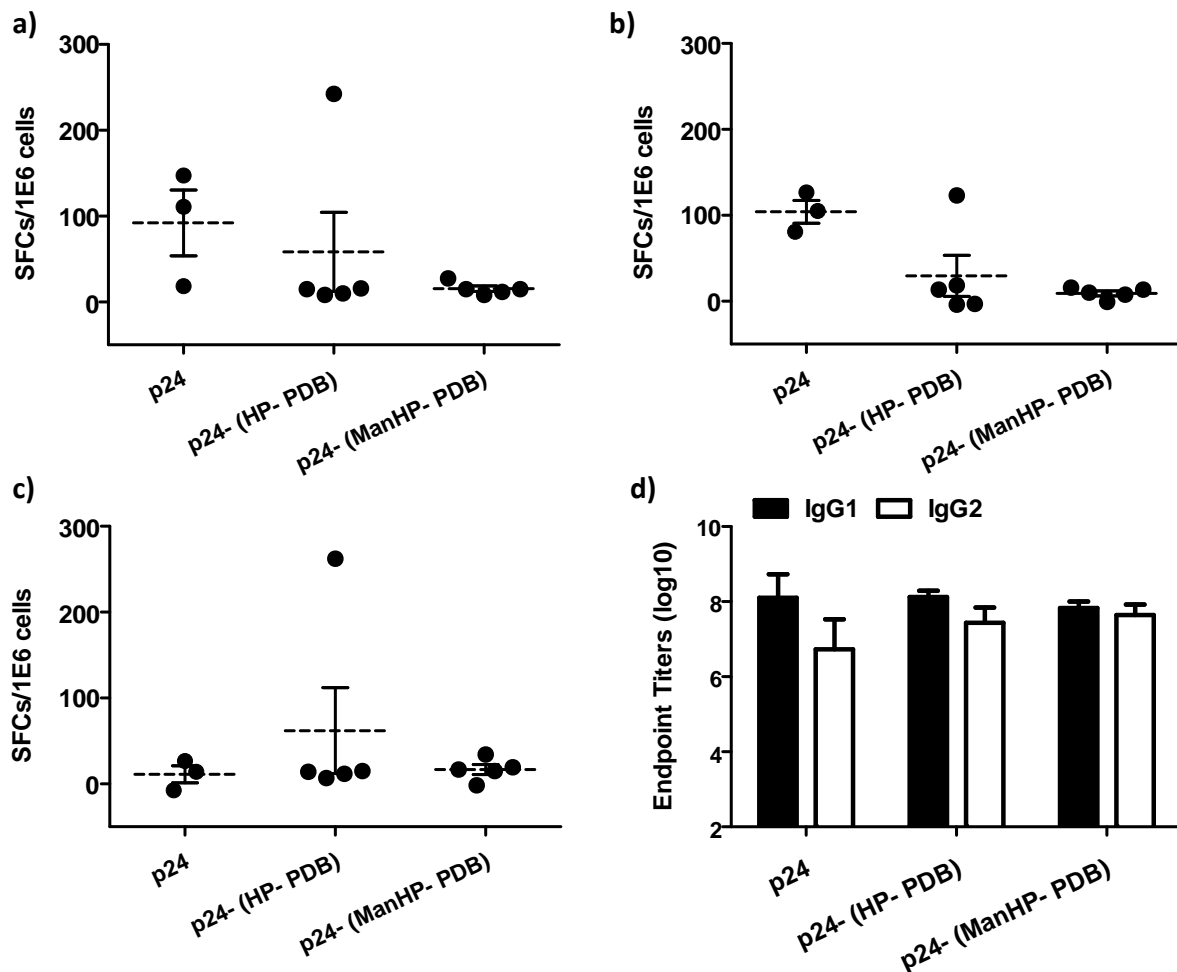 a)
300
200
100
0
SFCs/1E6 cells
p24
p24- (HP- PDB)
p24- (ManHP- PDB)
b)
300
200
100
0
SFCs/1E6 cells
p24
p24- (HP- PDB)
p24- (ManHP- PDB)
c)
300
200
100
0
SFCs/1E6 cells
p24
p24- (HP- PDB)
p24- (ManHP- PDB)
d)
IgG1 IgG2
10
8
6
4
2
Endpoint Titers (log10)
p24
p24- (HP- PDB)
p24- (ManHP- PDB)